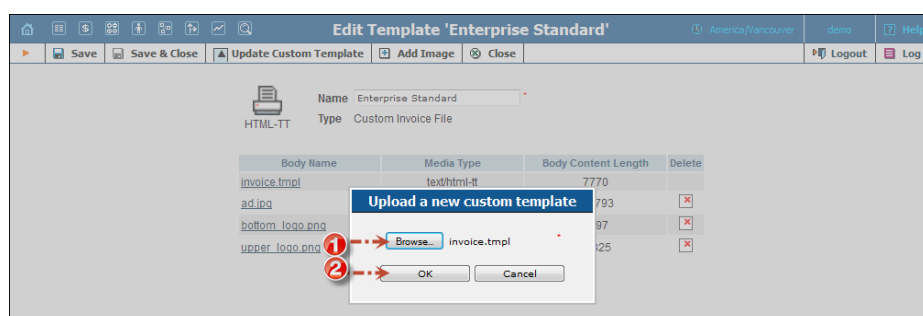 Edit Template 'Enterprise Standard' America/Vancouver demo ? Help
Save Save & Close Update Custom Template Add Image Close Logout Log
Name Enterprise Standard *
HTML-TT Type Custom Invoice File
Body Name Media Type Body Content Length Delete
invoice.tmpl text/html-tt 7770
ad.jpg 793
Upload a new custom template
bottom_logo.png 97
upper_logo.png 325
1 Browse... invoice.tmpl *
2 OK Cancel